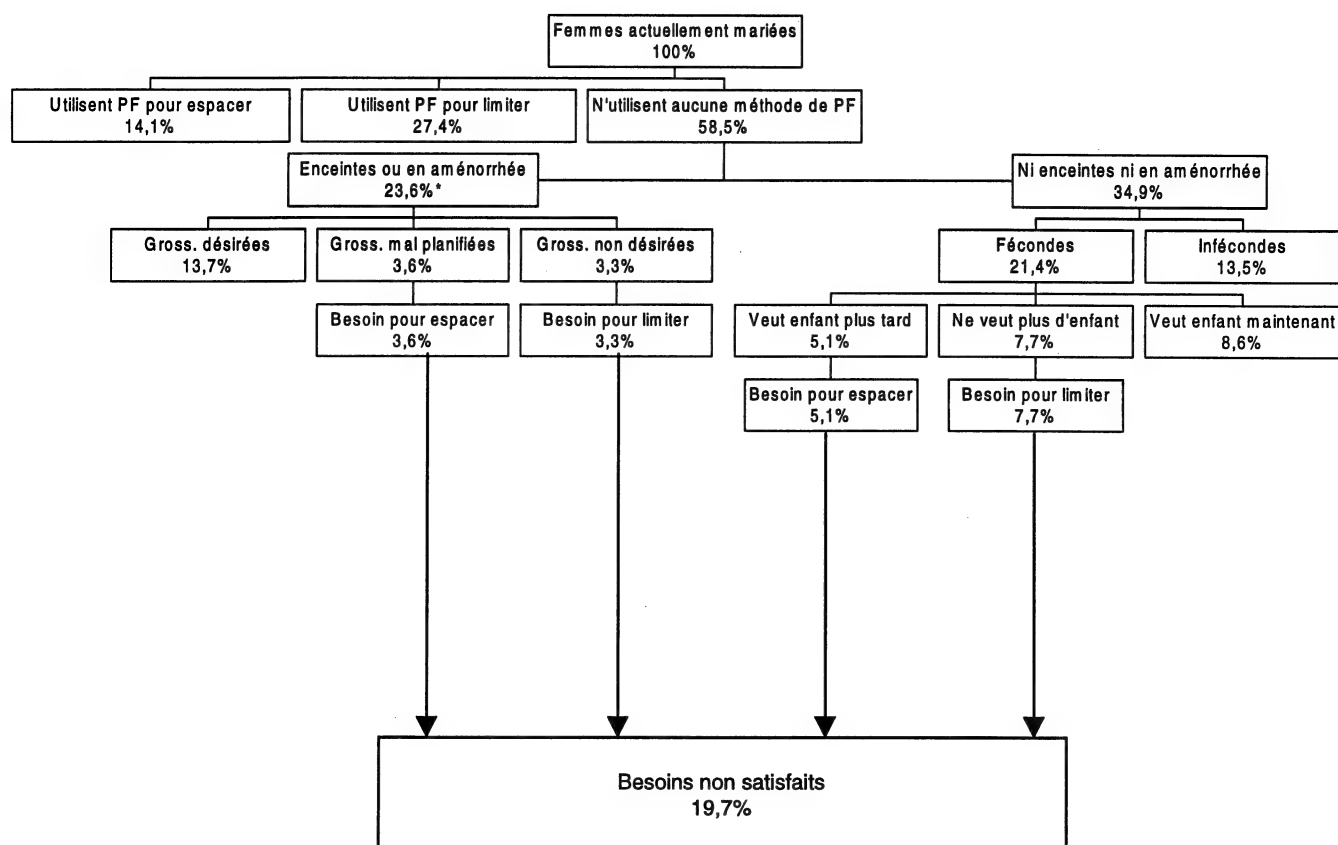 Femmes actuellement mariées
100%
Utilisent PF pour espacer
14,1%
Utilisent PF pour limiter
27,4%
N'utilisent aucune méthode de PF
58,5%
Enceintes ou en aménorrhée
23,6%*
Ni enceintes ni en aménorrhée
34,9%
Gross. désirées
13,7%
Gross. mal planifiées
3,6%
Gross. non désirées
3,3%
Fécondes
21,4%
Infécondes
13,5%
Besoin pour espacer
3,6%
Besoin pour limiter
3,3%
Veut enfant plus tard
5,1%
Ne veut plus d'enfant
7,7%
Veut enfant maintenant
8,6%
Besoin pour espacer
5,1%
Besoin pour limiter
7,7%
Besoins non satisfaits
19,7%